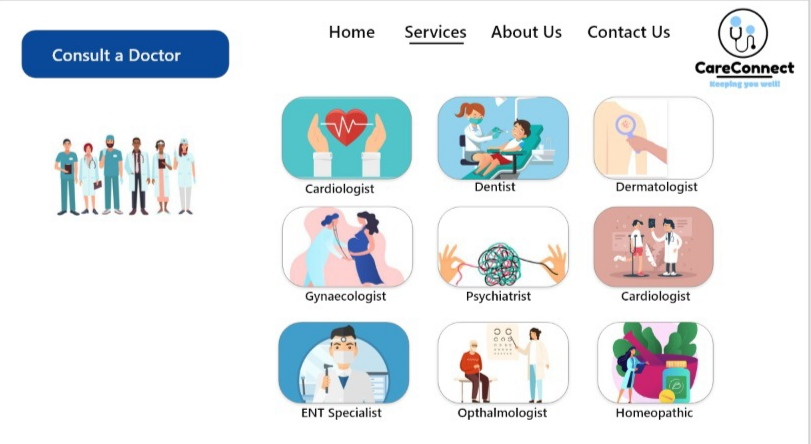 Home Services About Us Contact Us
Consult a Doctor
CareConnect
Keeping you well!
Cardiologist Dentist Dermatologist
Gynaecologist Psychiatrist Cardiologist
ENT Specialist Opthalmologist Homeopathic